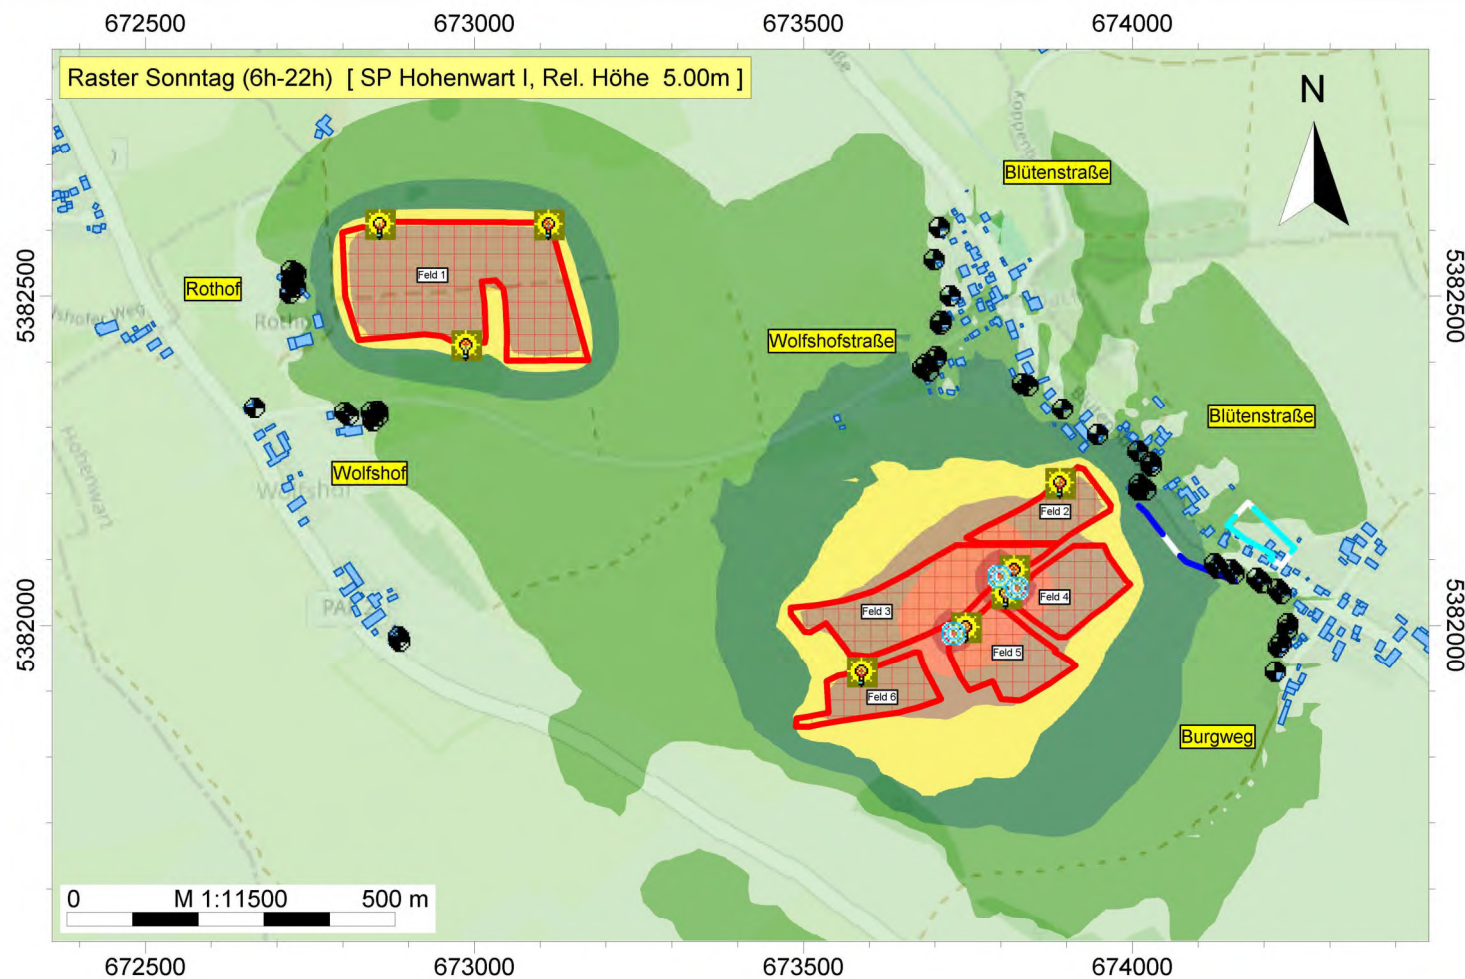 672500 673000 673500 674000
Raster Sonntag (6h-22h) [ SP Hohenwart I, Rel. Höhe 5.00m ]
N
Blütenstraße
5382500
5382500
Feld 1
Rothof
Wolfshofstraße
Blütenstraße
Wolfshof
Wolfshof
Hohenwart
Feld 2
Feld 3
Feld 4
Feld 5
Feld 6
5382000
5382000
Burgweg
0 M 1:11500 500 m
672500 673000 673500 674000